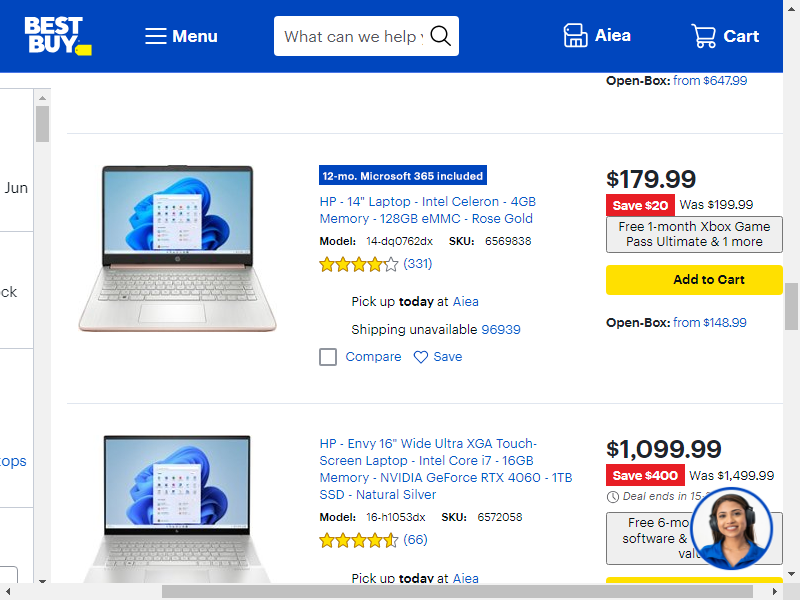 BEST BUY
Menu
What can we help y
Aiea
Cart
Open-Box: from $647.99
Jun
12-mo. Microsoft 365 included
HP - 14" Laptop - Intel Celeron - 4GB
Memory - 128GB eMMC - Rose Gold
Model: 14-dq0762dx SKU: 6569838
(331)
Pick up today at Aiea
Shipping unavailable 96939
Compare
Save
$179.99
Save $20 Was $199.99
Free 1-month Xbox Game
Pass Ultimate & 1 more
Add to Cart
Open-Box: from $148.99
ck
tops
HP - Envy 16" Wide Ultra XGA Touch-
Screen Laptop - Intel Core i7 - 16GB
Memory - NVIDIA GeForce RTX 4060 - 1TB
SSD - Natural Silver
Model: 16-h1053dx SKU: 6572058
(66)
Pick up today at Aiea
$1,099.99
Save $400 Was $1,499.99
Deal ends in 15
Free 6-mo
software &
val